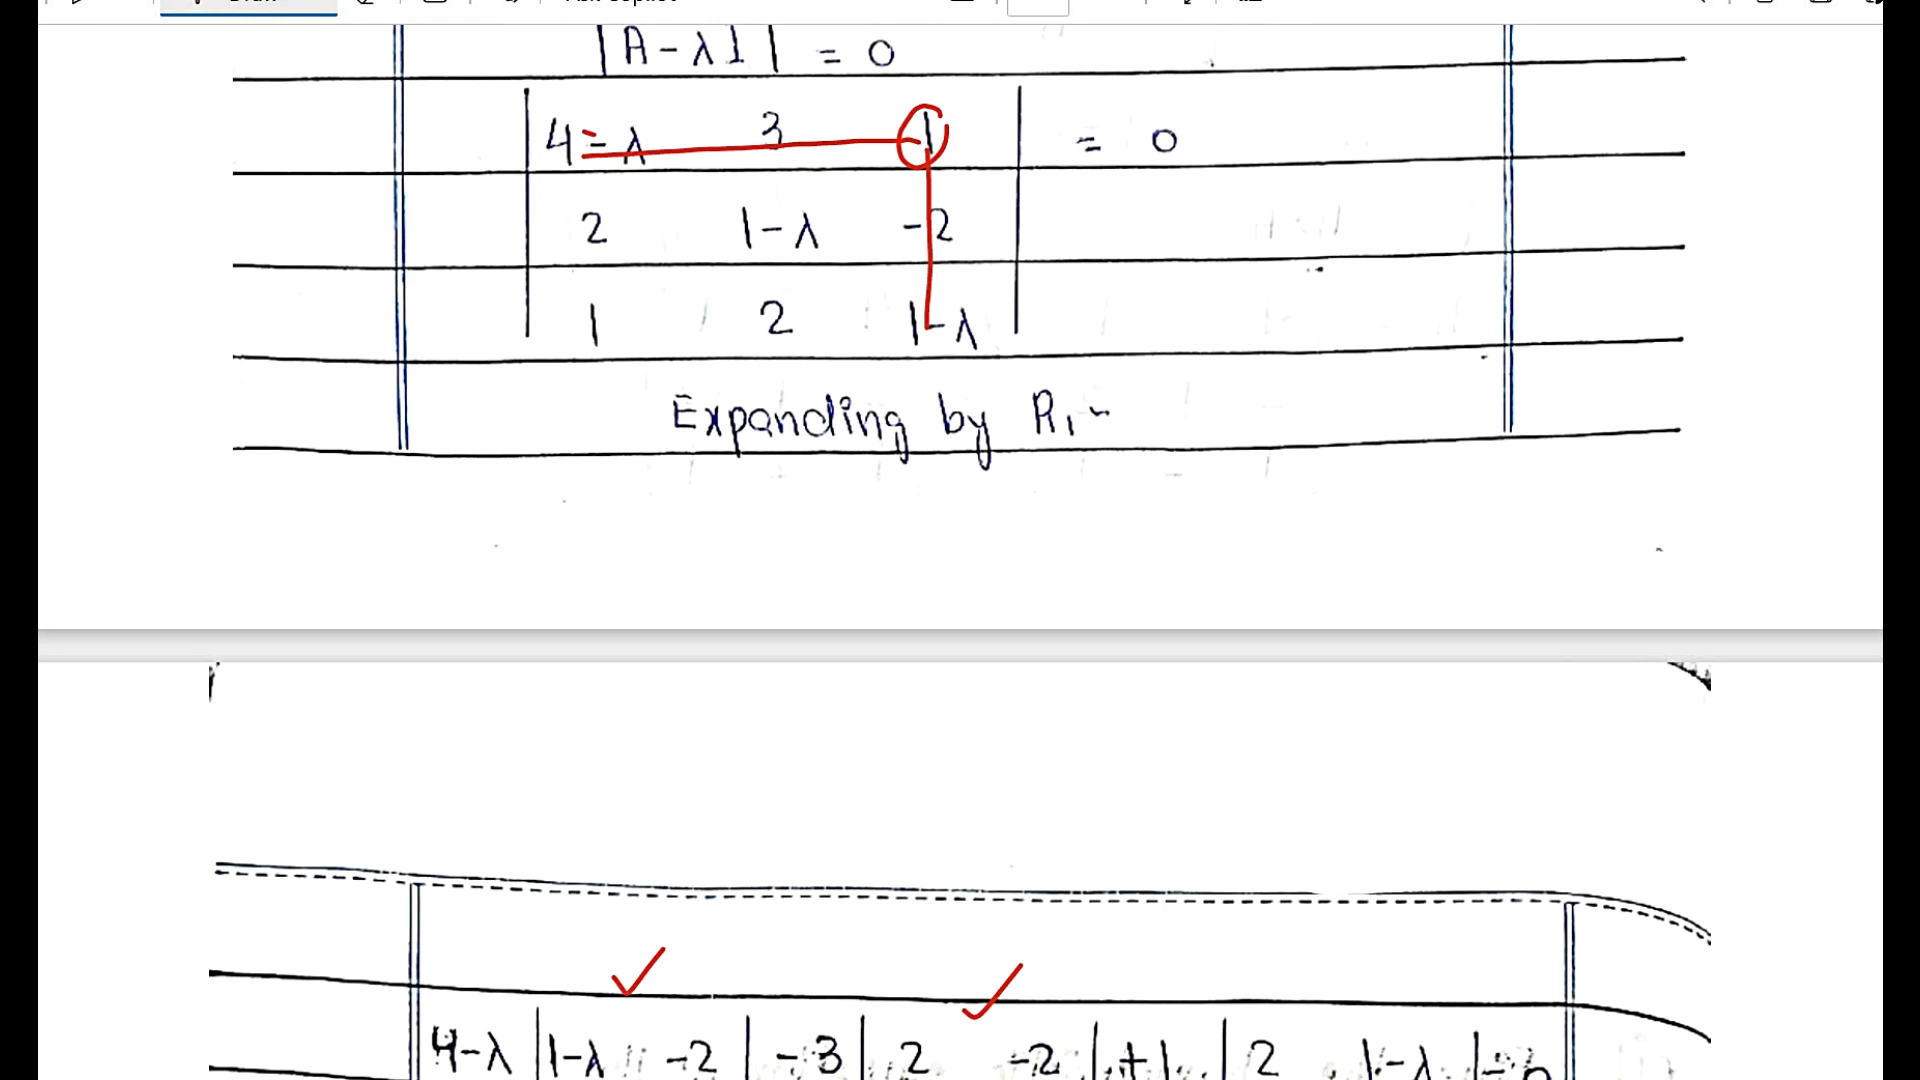 |A - λI| = 0
| 4 - λ 3 1 | = 0
| 2 1 - λ -2 |
| 1 2 1 - λ |
Expanding by R₁ -
4-λ | 1-λ -2 | - 3 | 2 -2 | + 1 | 2 1-λ | = 0